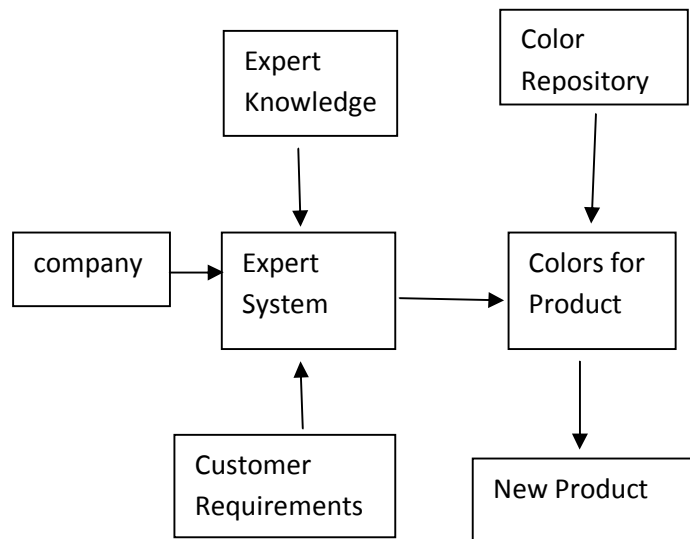 Expert
Knowledge
Color
Repository
company
Expert
System
Colors for
Product
Customer
Requirements
New Product